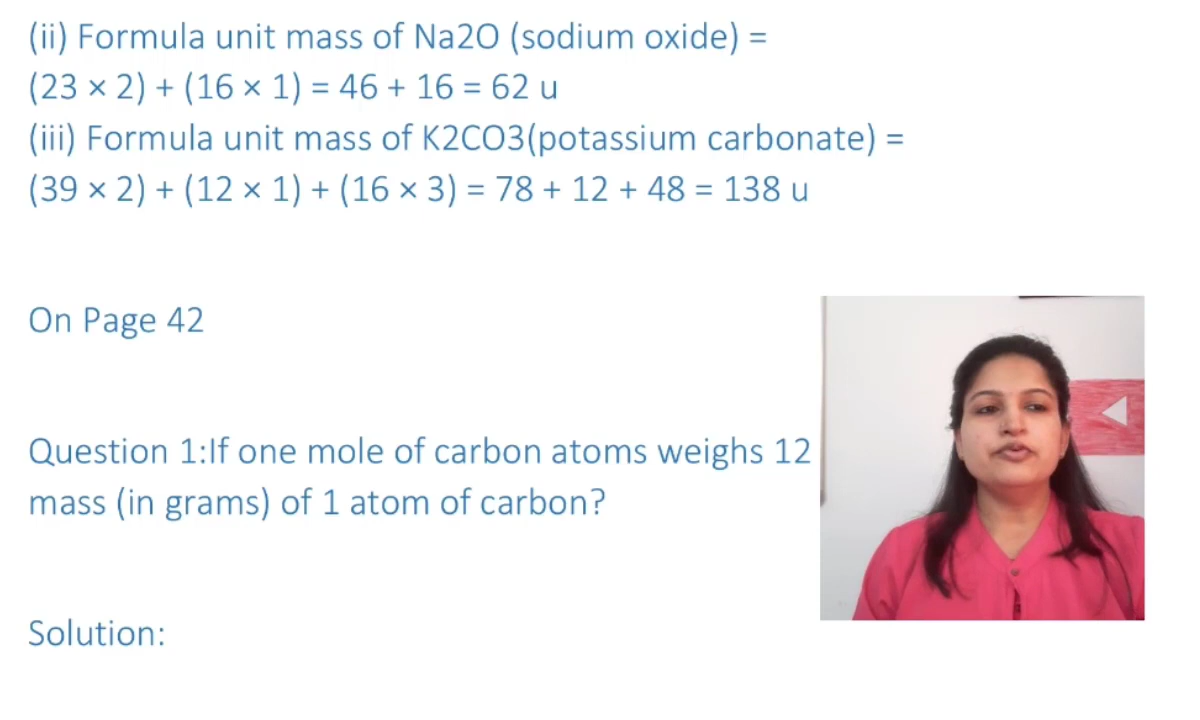 (ii) Formula unit mass of Na2O (sodium oxide) =
(23 × 2) + (16 × 1) = 46 + 16 = 62 u
(iii) Formula unit mass of K2CO3(potassium carbonate) =
(39 × 2) + (12 × 1) + (16 × 3) = 78 + 12 + 48 = 138 u
On Page 42
Question 1:If one mole of carbon atoms weighs 12
mass (in grams) of 1 atom of carbon?
Solution: